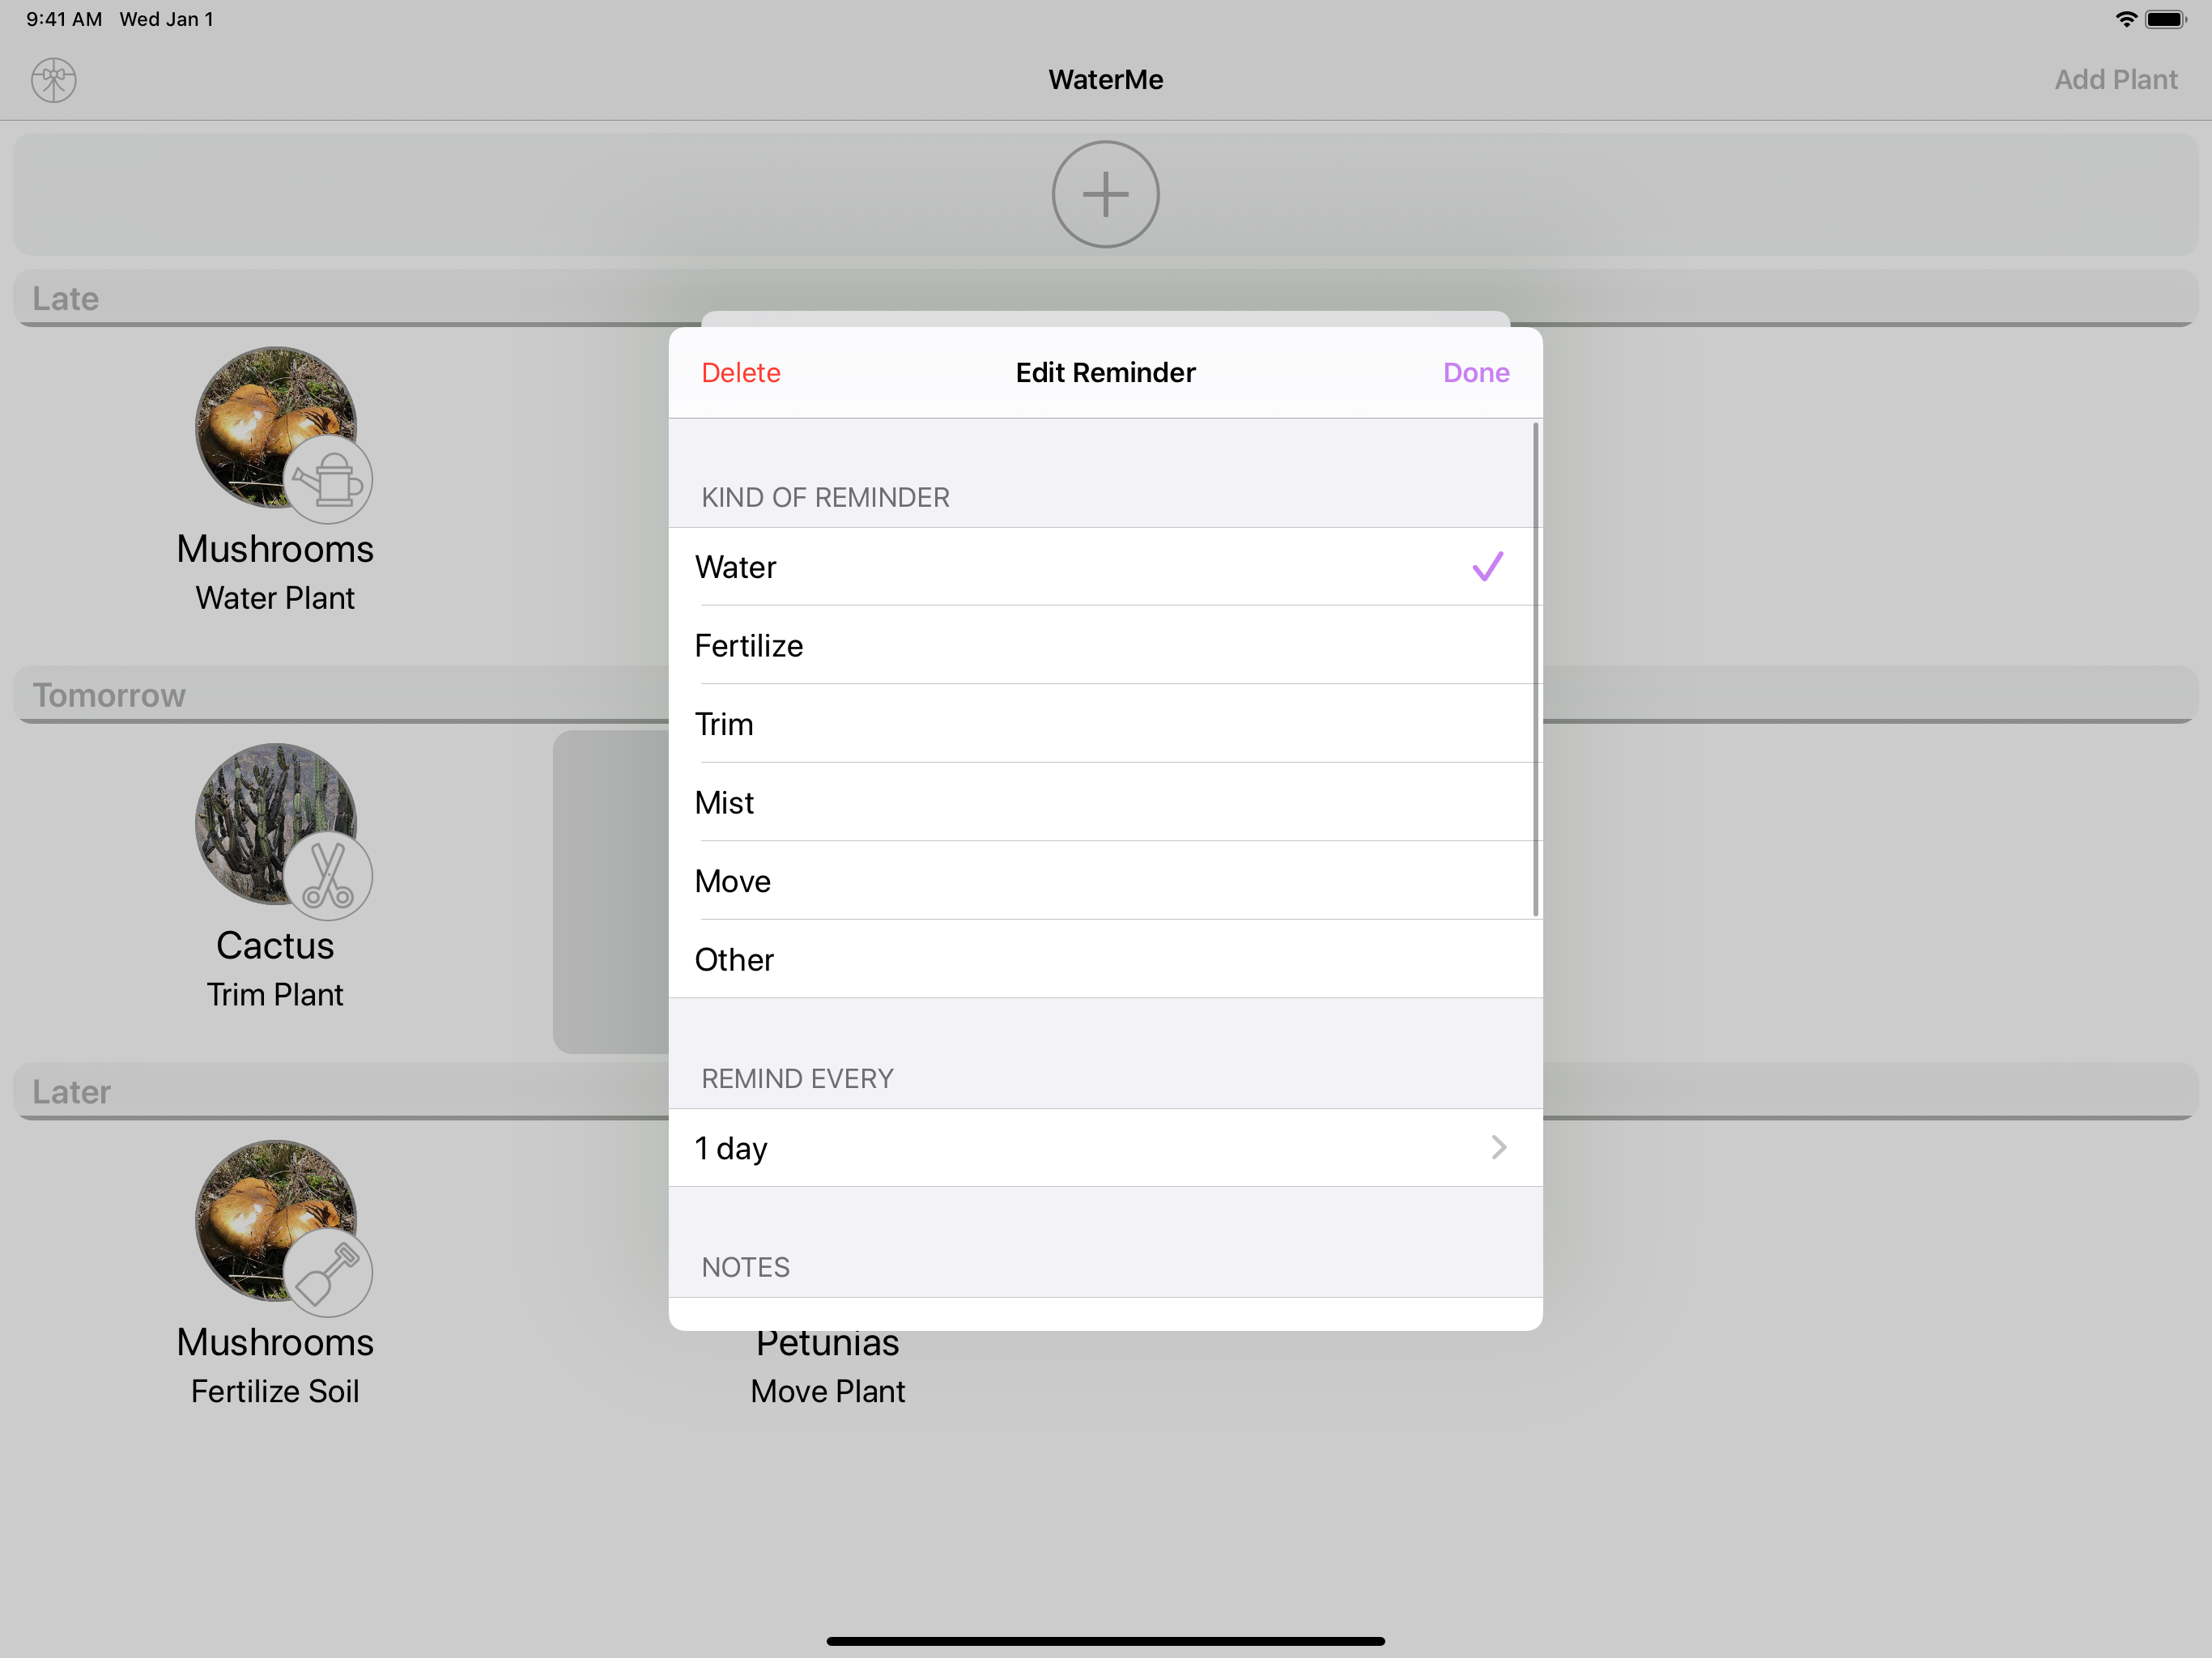 9:41 AM Wed Jan 1
WaterMe
Add Plant
Late
Mushrooms
Water Plant
Tomorrow
Cactus
Trim Plant
Later
Mushrooms
Fertilize Soil
Petunias
Move Plant
Delete
Edit Reminder
Done
KIND OF REMINDER
Water
Fertilize
Trim
Mist
Move
Other
REMIND EVERY
1 day
NOTES